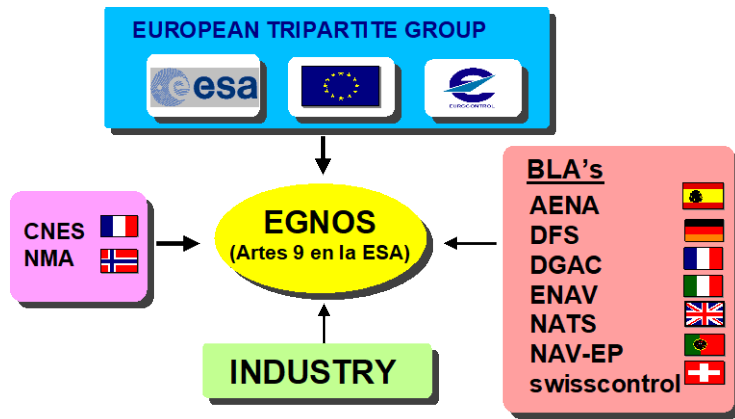 EUROPEAN TRIPARTITE GROUP
esa
EUROCONTROL
CNES
NMA
EGNOS
(Artes 9 en la ESA)
BLA's
AENA
DFS
DGAC
ENAV
NATS
NAV-EP
swisscontrol
INDUSTRY